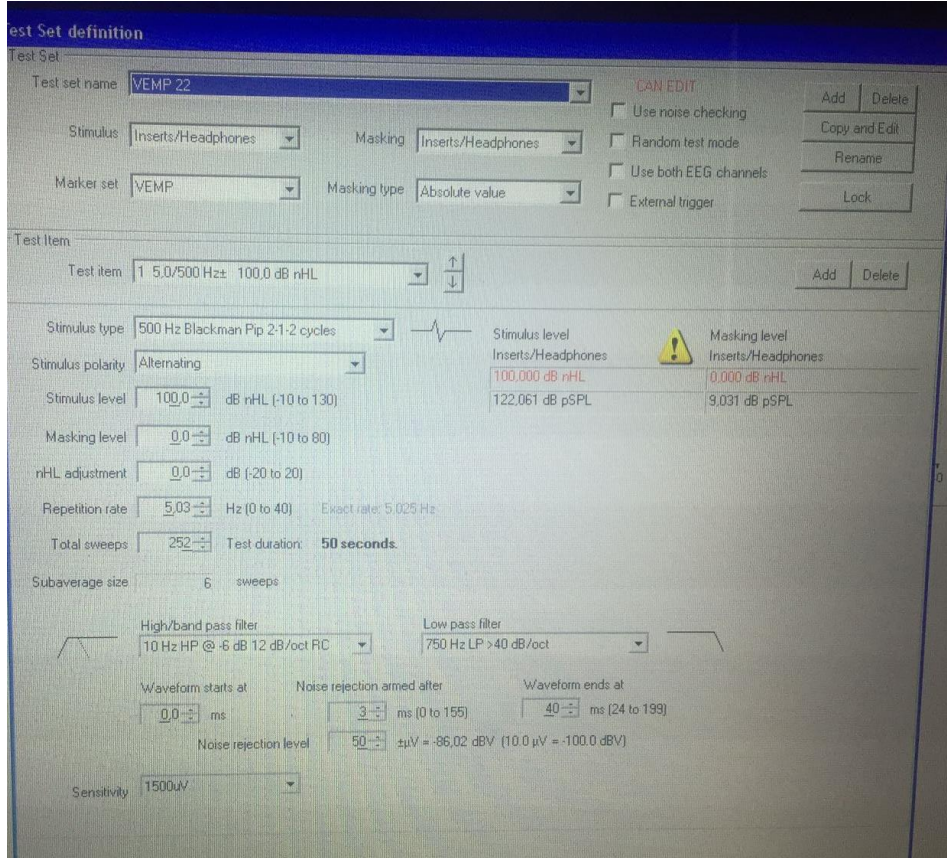 Test Set definition
Test Set
Test set name VEMP 22 CAN EDIT Add Delete
Use noise checking
Copy and Edit
Stimulus Inserts/Headphones Masking Inserts/Headphones Random test mode
Rename
Use both EEG channels
Marker set VEMP Masking type Absolute value
External trigger Lock
Test Item
Test item 1 5,0/500 Hz± 100,0 dB nHL Add Delete
Stimulus type 500 Hz Blackman Pip 2-1-2 cycles
Stimulus level Masking level
Inserts/Headphones Inserts/Headphones
Stimulus polarity Alternating
100,000 dB nHL 0,000 dB nHL
Stimulus level 100,0 dB nHL (-10 to 130) 122,061 dB pSPL 9,031 dB pSPL
Masking level 0,0 dB nHL (-10 to 80)
nHL adjustment 0,0 dB (-20 to 20)
Repetition rate 5,03 Hz (0 to 40) Exact rate: 5,025 Hz
Total sweeps 252 Test duration: 50 seconds.
Subaverage size 6 sweeps
High/band pass filter Low pass filter
10 Hz HP @ -6 dB 12 dB/oct RC 750 Hz LP >40 dB/oct
Waveform starts at Noise rejection armed after Waveform ends at
0,0 ms 3 ms (0 to 155) 40 ms (24 to 199)
Noise rejection level 50 ±µV = -86,02 dBV (10.0 µV = -100.0 dBV)
Sensitivity 1500uV